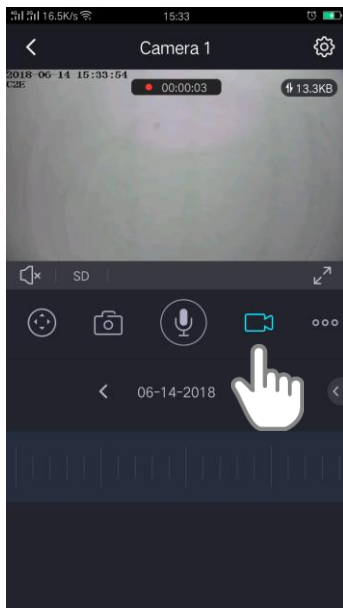 16.5K/s 15:33
Camera 1
2018-06-14 15:33:54
C2E
00:00:03
13.3KB
SD
06-14-2018